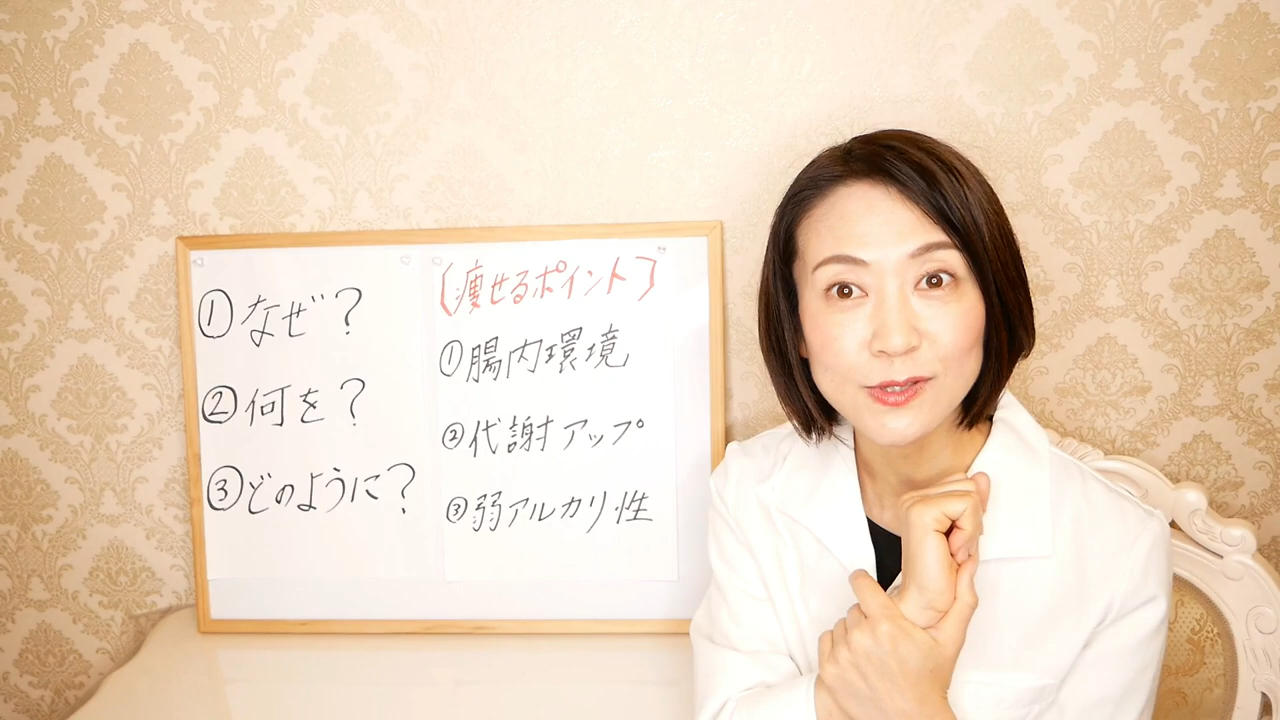 ①なぜ?
②何を?
③どのように?
〔痩せるポイント〕
①腸内環境
②代謝アップ
③弱アルカリ性